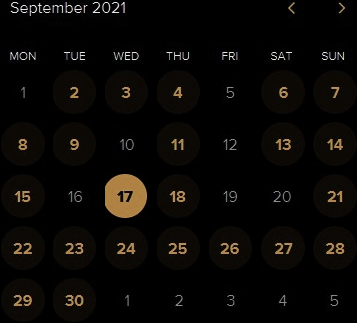 September 2021
MON TUE WED THU FRI SAT SUN
1 2 3 4 5 6 7
8 9 10 11 12 13 14
15 16 17 18 19 20 21
22 23 24 25 26 27 28
29 30 1 2 3 4 5